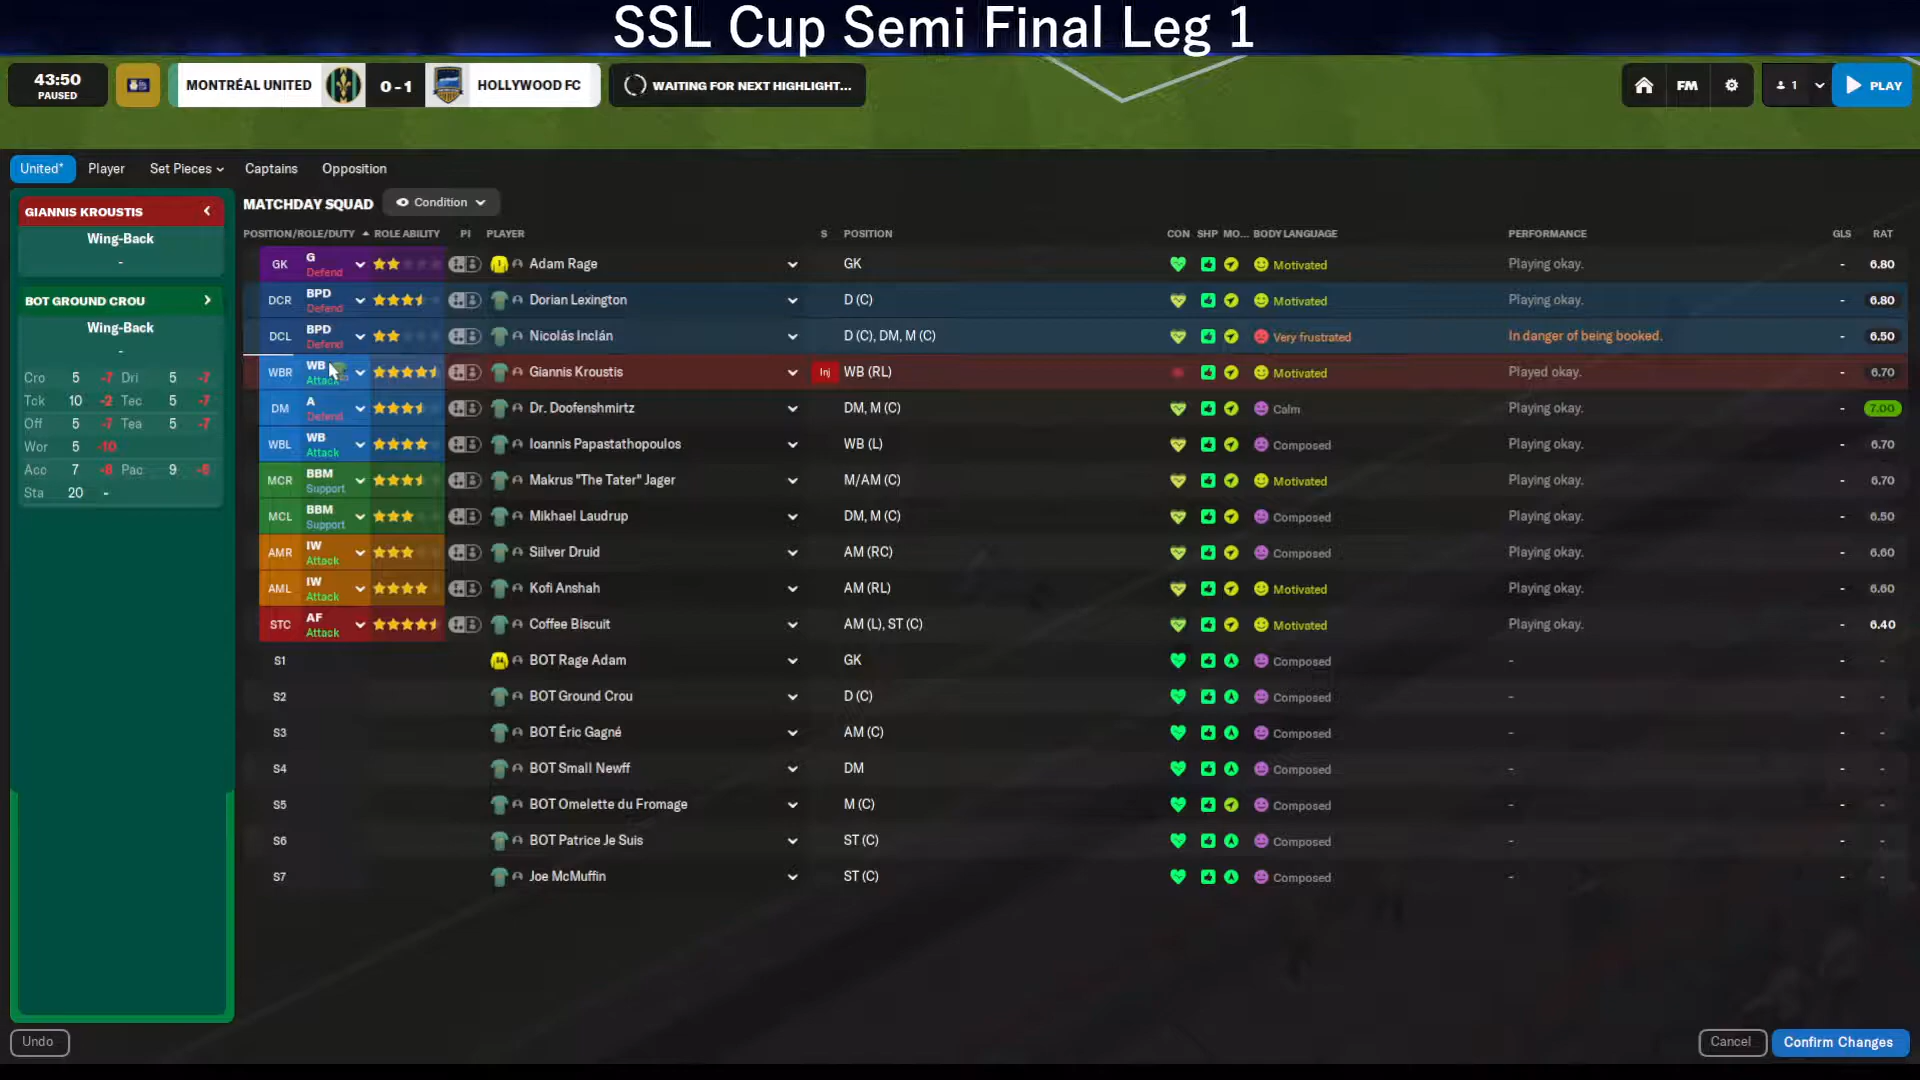 SSL Cup Semi Final Leg 1
43:50
PAUSED
MONTRÉAL UNITED 0 - 1 HOLLYWOOD FC
WAITING FOR NEXT HIGHLIGHT...
FM
1
PLAY
United* Player Set Pieces Captains Opposition
GIANNIS KROUSTIS
Wing-Back
-
BOT GROUND CROU
Wing-Back
-
Cro 5 -7 Dri 5 -7
Tck 10 -2 Tec 5 -7
Off 5 -7 Tea 5 -7
Wor 5 -10
Acc 7 -8 Pac 9 -8
Sta 20 -
MATCHDAY SQUAD Condition
POSITION/ROLE/DUTY ROLE ABILITY PI PLAYER S POSITION CON SHP MO... BODY LANGUAGE PERFORMANCE GLS RAT
GK G Defend Adam Rage GK Motivated Playing okay. - 6.80
DCR BPD Defend Dorian Lexington D (C) Motivated Playing okay. - 6.80
DCL BPD Defend Nicolás Inclán D (C), DM, M (C) Very frustrated In danger of being booked. - 6.50
WBR WB Attack Giannis Kroustis Inj WB (RL) Motivated Played okay. - 6.70
DM A Defend Dr. Doofenshmirtz DM, M (C) Calm Playing okay. - 7.00
WBL WB Attack Ioannis Papastathopoulos WB (L) Composed Playing okay. - 6.70
MCR BBM Support Makrus "The Tater" Jager M/AM (C) Motivated Playing okay. - 6.70
MCL BBM Support Mikhael Laudrup DM, M (C) Composed Playing okay. - 6.50
AMR IW Attack Siilver Druid AM (RC) Composed Playing okay. - 6.60
AML IW Attack Kofi Anshah AM (RL) Motivated Playing okay. - 6.60
STC AF Attack Coffee Biscuit AM (L), ST (C) Motivated Playing okay. - 6.40
S1 BOT Rage Adam GK Composed - - -
S2 BOT Ground Crou D (C) Composed - - -
S3 BOT Éric Gagné AM (C) Composed - - -
S4 BOT Small Newff DM Composed - - -
S5 BOT Omelette du Fromage M (C) Composed - - -
S6 BOT Patrice Je Suis ST (C) Composed - - -
S7 Joe McMuffin ST (C) Composed - - -
Undo
Cancel Confirm Changes